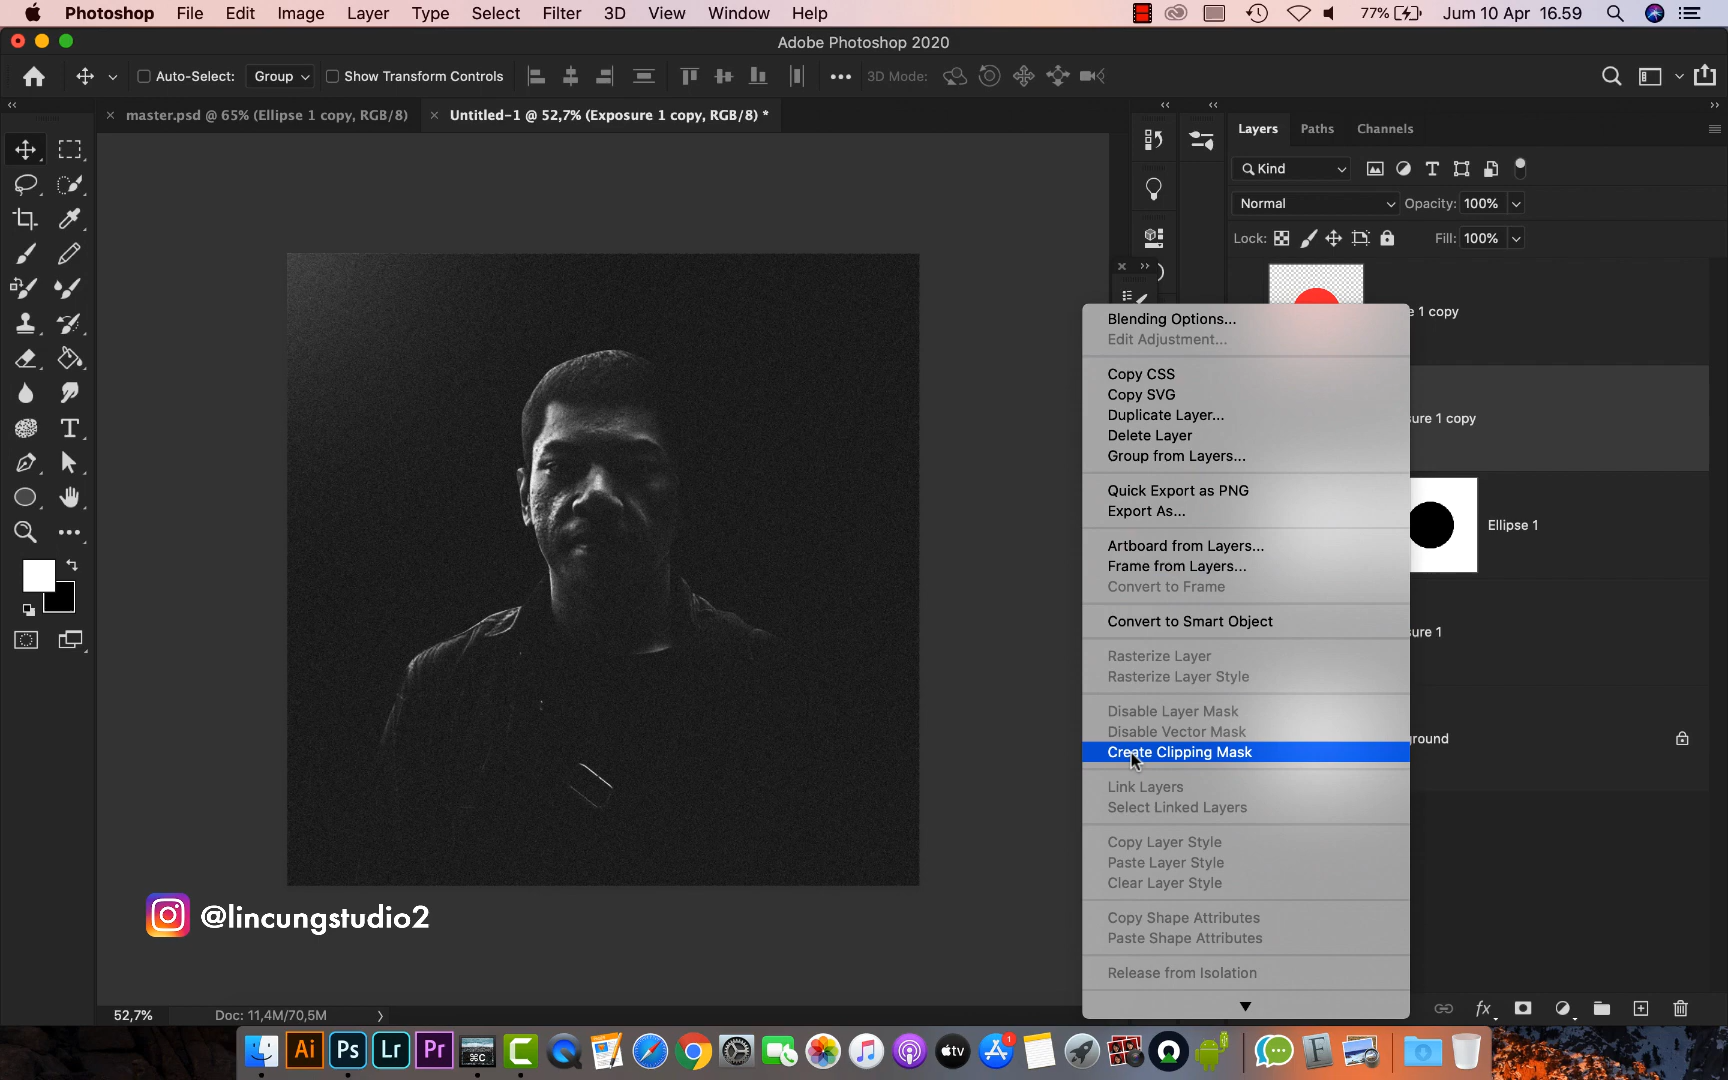 Photoshop File Edit Image Layer Type Select Filter 3D View Window Help 77% Jum 10 Apr 16.59
Adobe Photoshop 2020
Auto-Select: Group Show Transform Controls 3D Mode:
master.psd @ 65% (Ellipse 1 copy, RGB/8) Untitled-1 @ 52,7% (Exposure 1 copy, RGB/8) *
Layers Paths Channels
Kind
Normal Opacity: 100%
Lock: Fill: 100%
e 1 copy
Blending Options...
Edit Adjustment...
Copy CSS
Copy SVG
Duplicate Layer...
sure 1 copy
Delete Layer
Group from Layers...
Quick Export as PNG
Export As...
Ellipse 1
Artboard from Layers...
Frame from Layers...
Convert to Frame
Convert to Smart Object
sure 1
Rasterize Layer
Rasterize Layer Style
Disable Layer Mask
Disable Vector Mask
ground
Create Clipping Mask
Link Layers
Select Linked Layers
Copy Layer Style
Paste Layer Style
Clear Layer Style
Copy Shape Attributes
Paste Shape Attributes
Release from Isolation
@lincungstudio2
52,7% Doc: 11,4M/70,5M
fx
Ai Ps Lr Pr ⌘C C tv 1 F